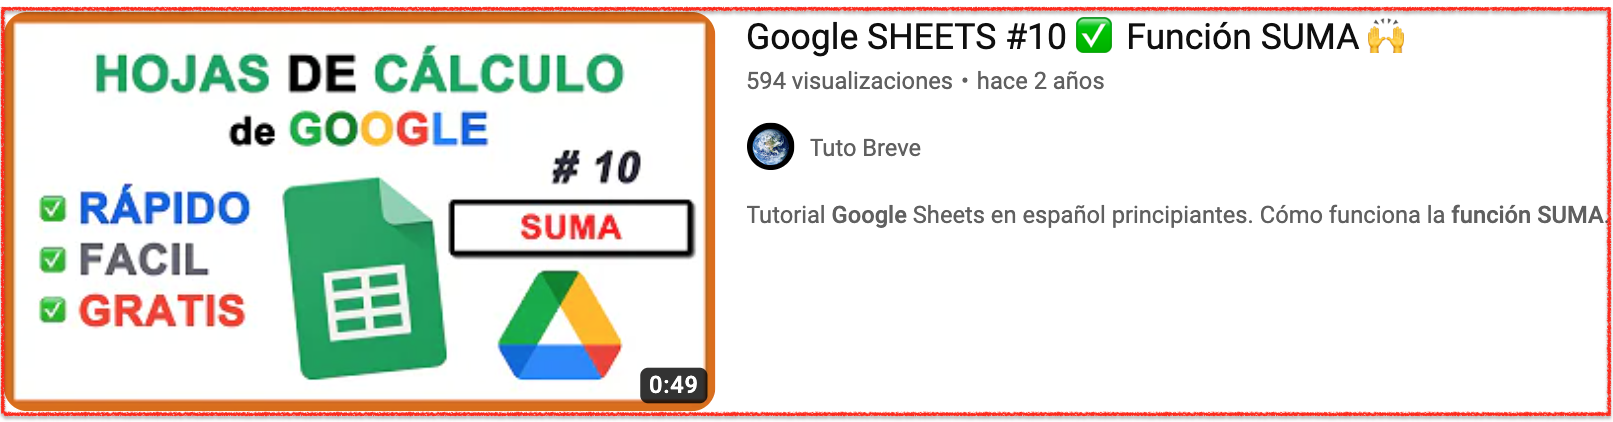 HOJAS DE CÁLCULO
de GOOGLE
# 10
SUMA
✅ RÁPIDO
✅ FACIL
✅ GRATIS
0:49
Google SHEETS #10 ✅ Función SUMA 🙌
594 visualizaciones • hace 2 años
Tuto Breve
Tutorial Google Sheets en español principiantes. Cómo funciona la función SUMA.